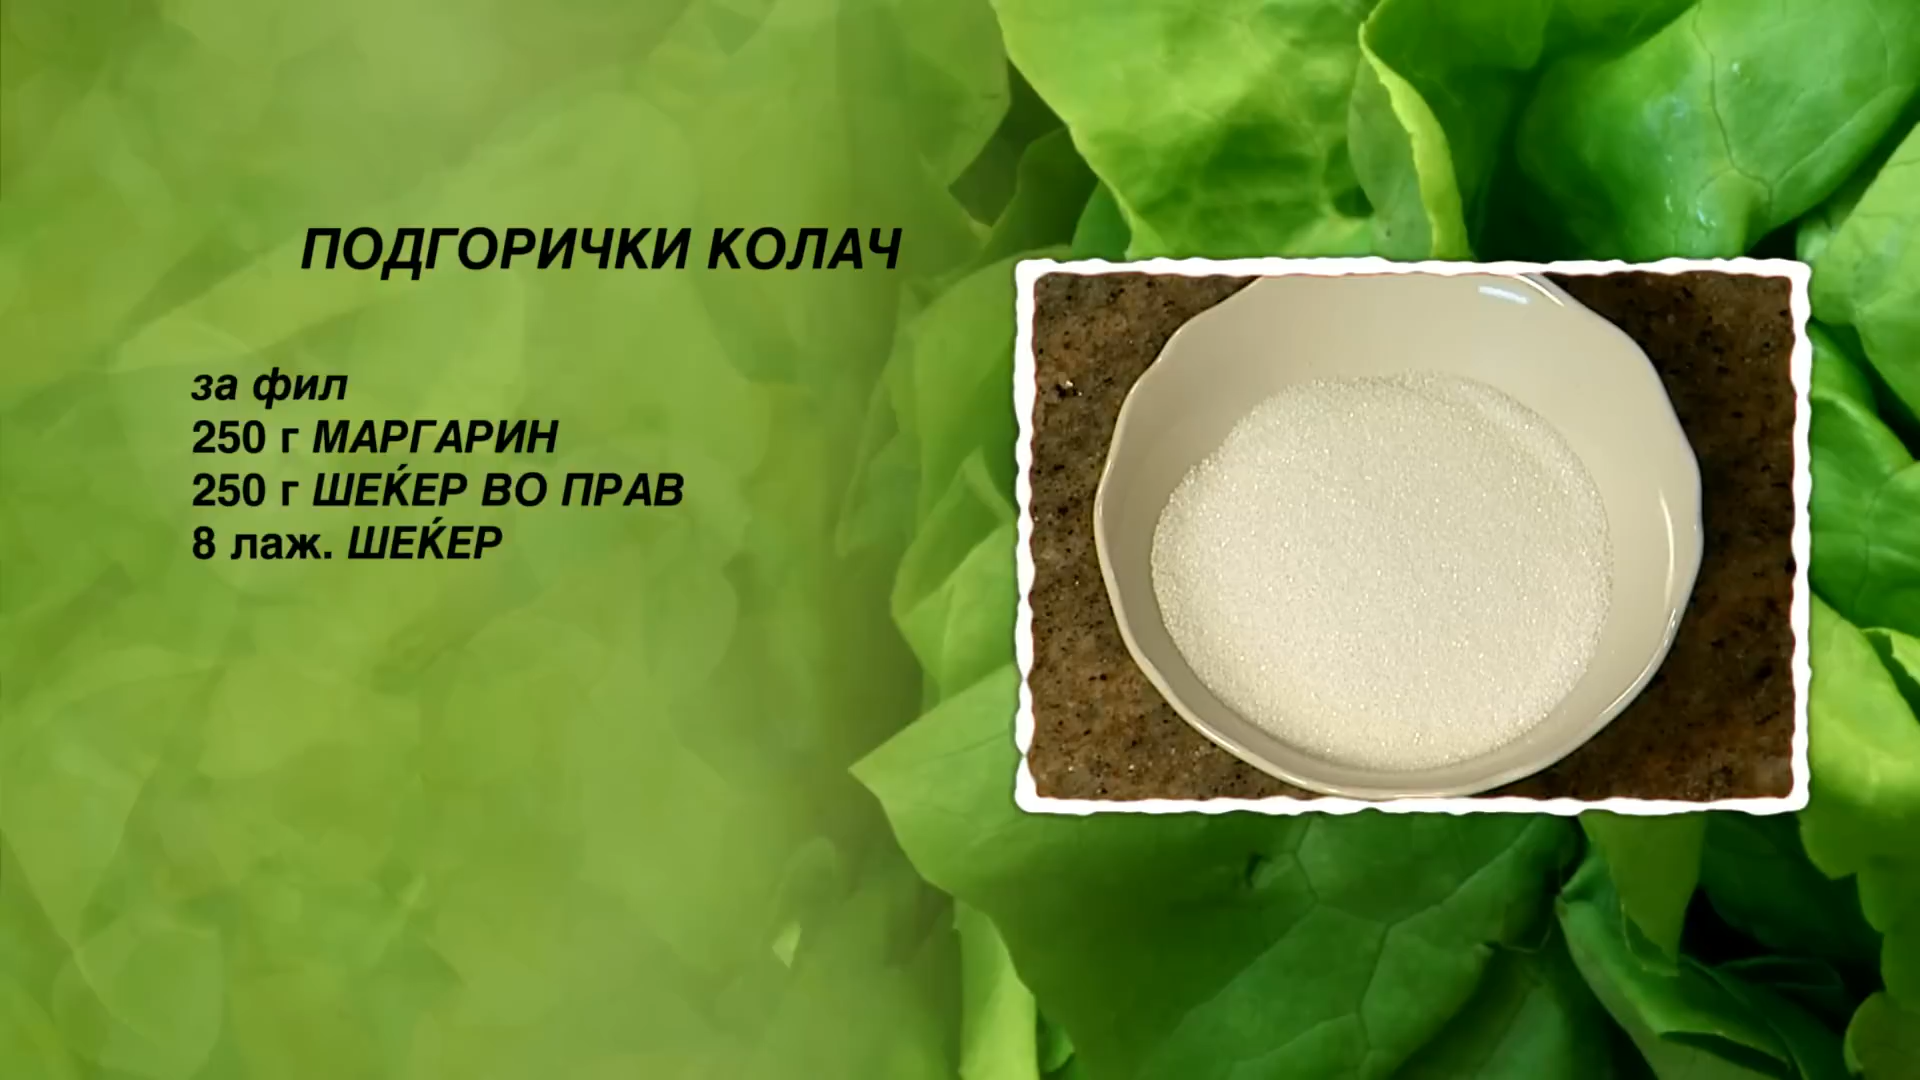 ПОДГОРИЧКИ КОЛАЧ
за фил
250 г МАРГАРИН
250 г ШЕЌЕР ВО ПРАВ
8 лаж. ШЕЌЕР